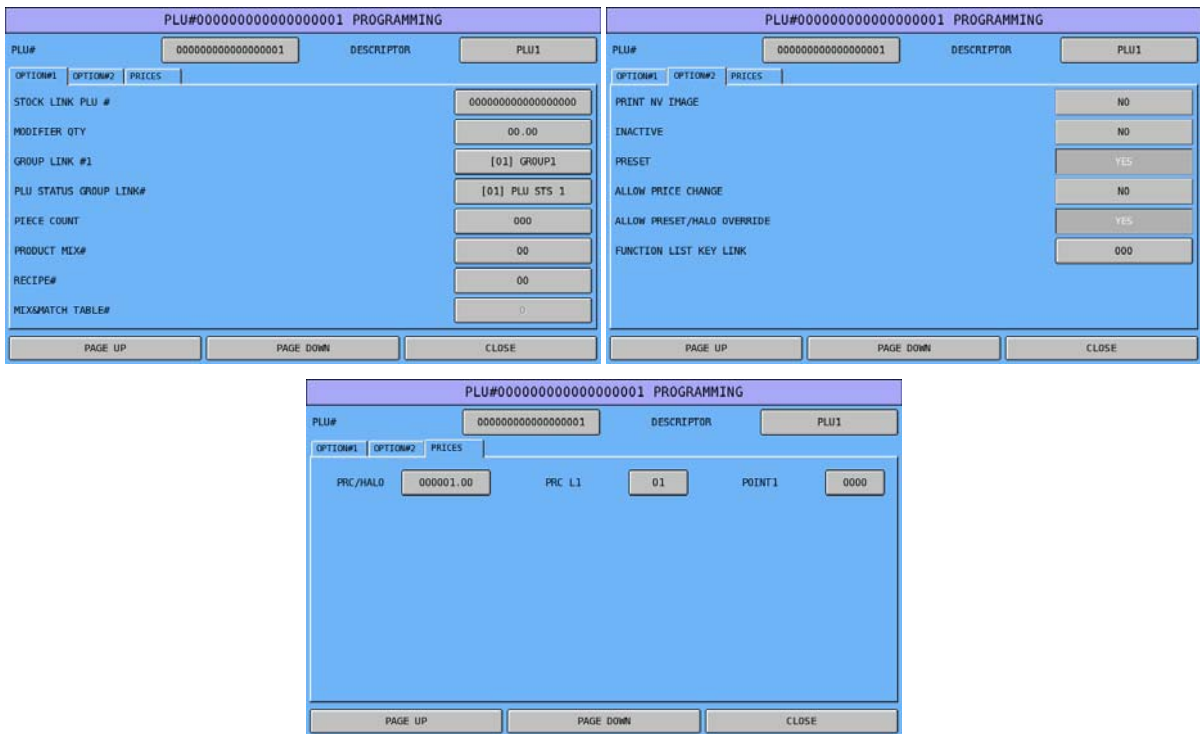 PLU#000000000000000001 PROGRAMMING
PLU# 000000000000000001 DESCRIPTOR PLU1
OPTION#1 OPTION#2 PRICES
STOCK LINK PLU # 000000000000000000
MODIFIER QTY 00.00
GROUP LINK #1 [01] GROUP1
PLU STATUS GROUP LINK# [01] PLU STS 1
PIECE COUNT 000
PRODUCT MIX# 00
RECIPE# 00
MIX&MATCH TABLE# 0
PAGE UP PAGE DOWN CLOSE
PLU#000000000000000001 PROGRAMMING
PLU# 000000000000000001 DESCRIPTOR PLU1
OPTION#1 OPTION#2 PRICES
PRINT NV IMAGE NO
INACTIVE NO
PRESET YES
ALLOW PRICE CHANGE NO
ALLOW PRESET/HALO OVERRIDE YES
FUNCTION LIST KEY LINK 000
PAGE UP PAGE DOWN CLOSE
PLU#000000000000000001 PROGRAMMING
PLU# 000000000000000001 DESCRIPTOR PLU1
OPTION#1 OPTION#2 PRICES
PRC/HALO 000001.00 PRC L1 01 POINT1 0000
PAGE UP PAGE DOWN CLOSE